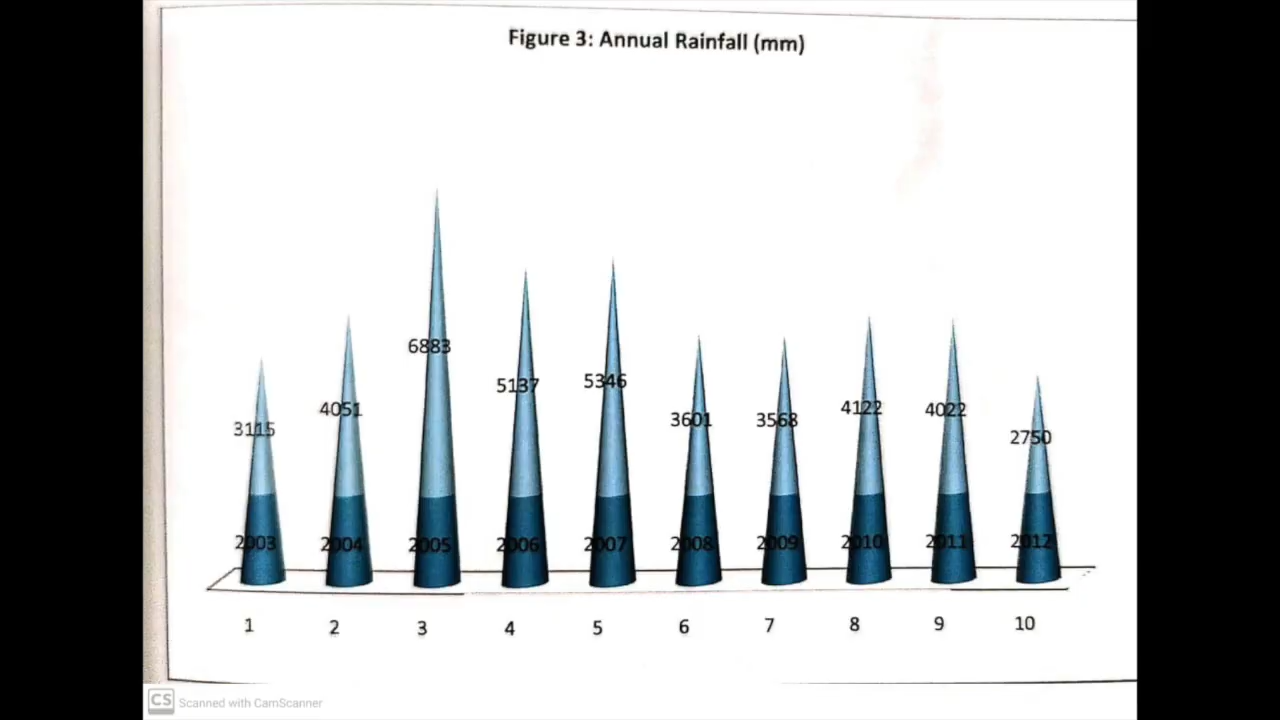 Figure 3: Annual Rainfall (mm)
6883
5137 5346
4051 4122 4022
3115 3601 3568 2750
2003 2004 2005 2006 2007 2008 2009 2010 2011 2012
1 2 3 4 5 6 7 8 9 10
CS Scanned with CamScanner